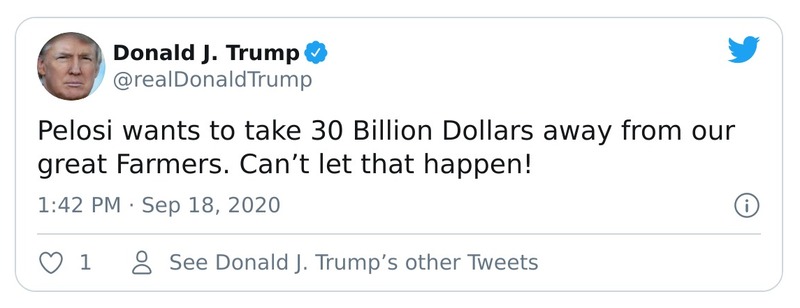 Donald J. Trump
@realDonaldTrump
Pelosi wants to take 30 Billion Dollars away from our
great Farmers. Can’t let that happen!
1:42 PM · Sep 18, 2020
1 See Donald J. Trump’s other Tweets